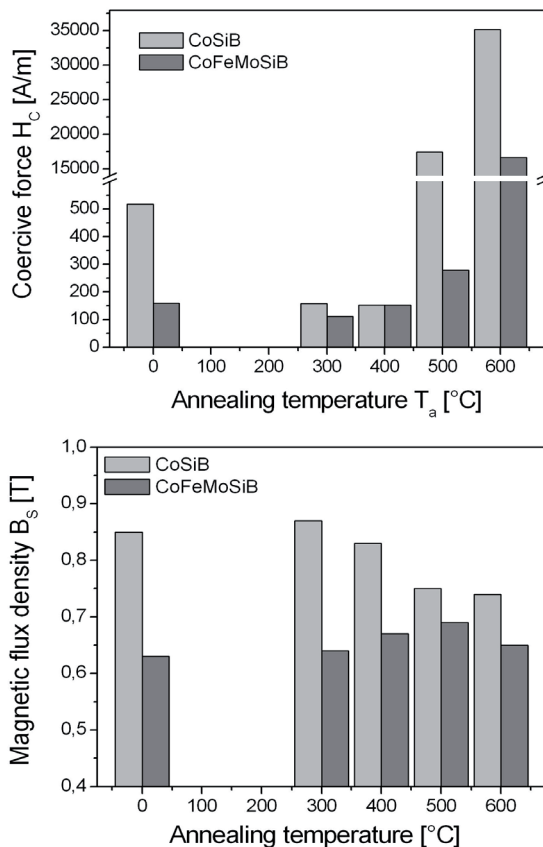 35000
30000
25000
20000
15000
500
400
300
200
100
0
Coercive force H_C [A/m]
CoSiB
CoFeMoSiB
0 100 200 300 400 500 600
Annealing temperature T_a [°C]
1,0
0,9
0,8
0,7
0,6
0,5
0,4
Magnetic flux density B_S [T]
CoSiB
CoFeMoSiB
0 100 200 300 400 500 600
Annealing temperature [°C]